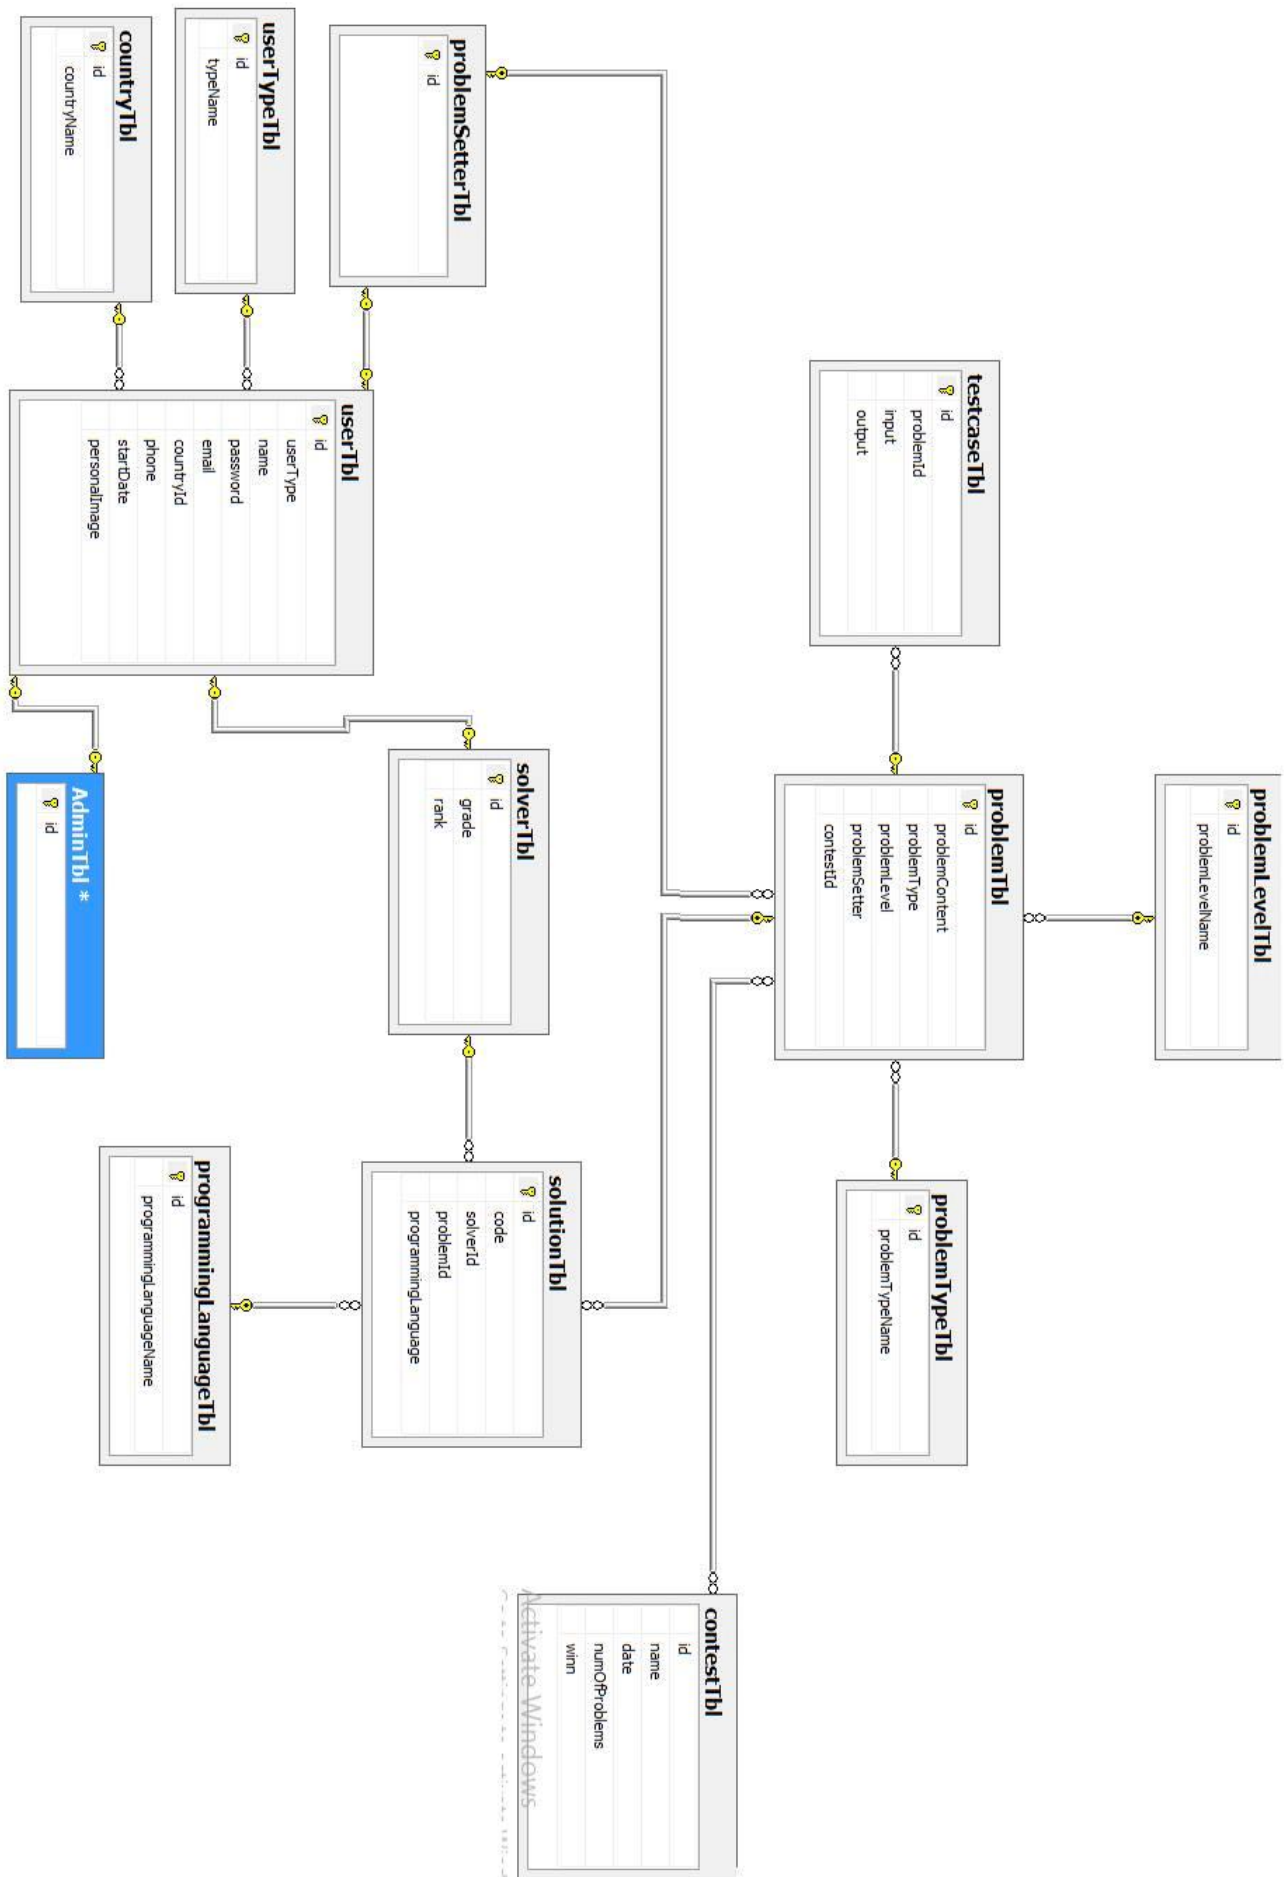 problemLevelTbl
id
problemLevelName
testcaseTbl
id
problemId
input
output
problemTbl
id
problemContent
problemType
problemLevel
problemSetter
contestId
problemTypeTbl
id
problemTypeName
problemSetterTbl
id
userTypeTbl
id
typeName
countryTbl
id
countryName
userTbl
id
userType
name
password
email
countryId
phone
startDate
personalImage
solverTbl
id
grade
rank
AdminTbl *
id
solutionTbl
id
code
solverId
problemId
programmingLanguage
programmingLanguageTbl
id
programmingLanguageName
contestTbl
id
name
date
numOfProblems
winn
Activate Windows